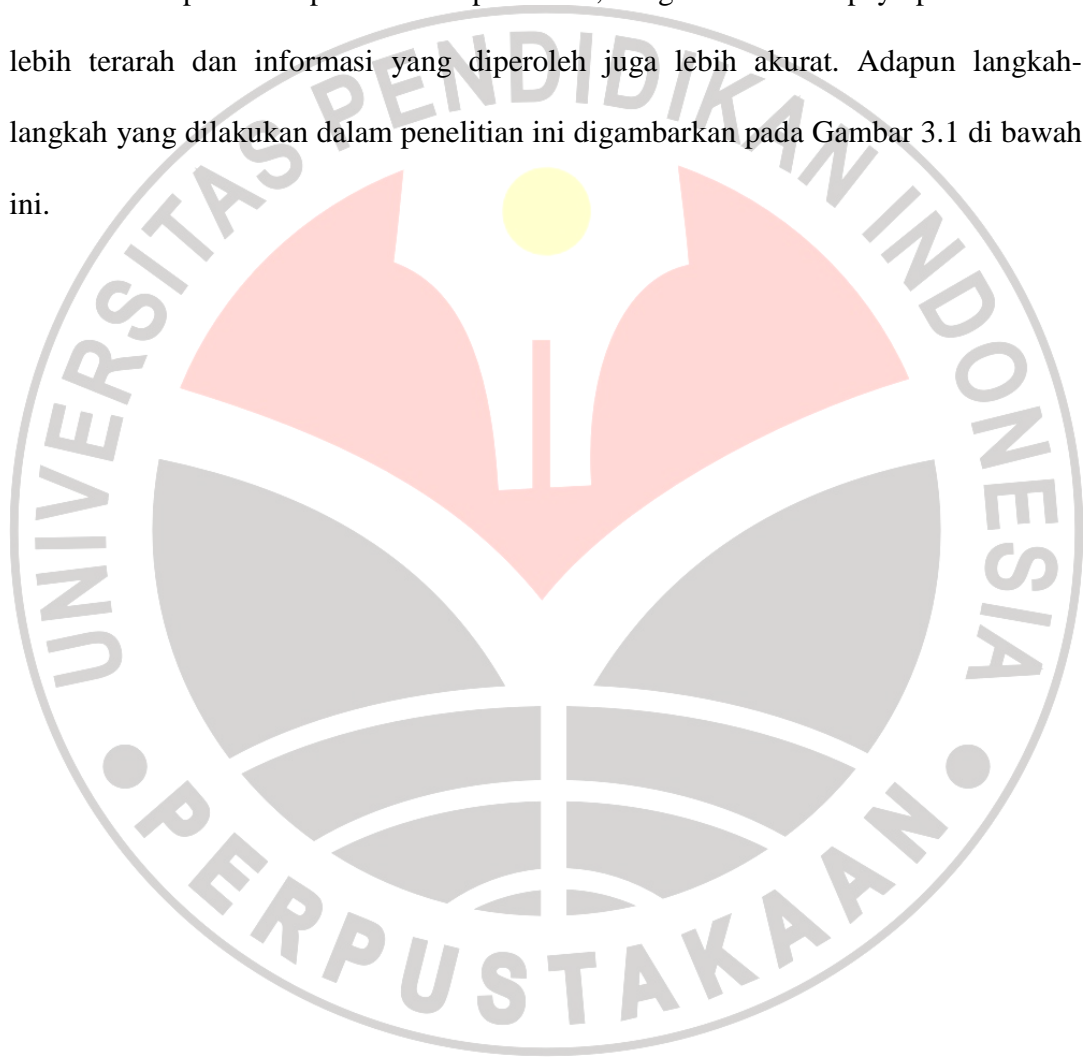 lebih terarah dan informasi yang diperoleh juga lebih akurat. Adapun langkah-
langkah yang dilakukan dalam penelitian ini digambarkan pada Gambar 3.1 di bawah
ini.
UNIVERSITAS PENDIDIKAN INDONESIA
PERPUSTAKAAN